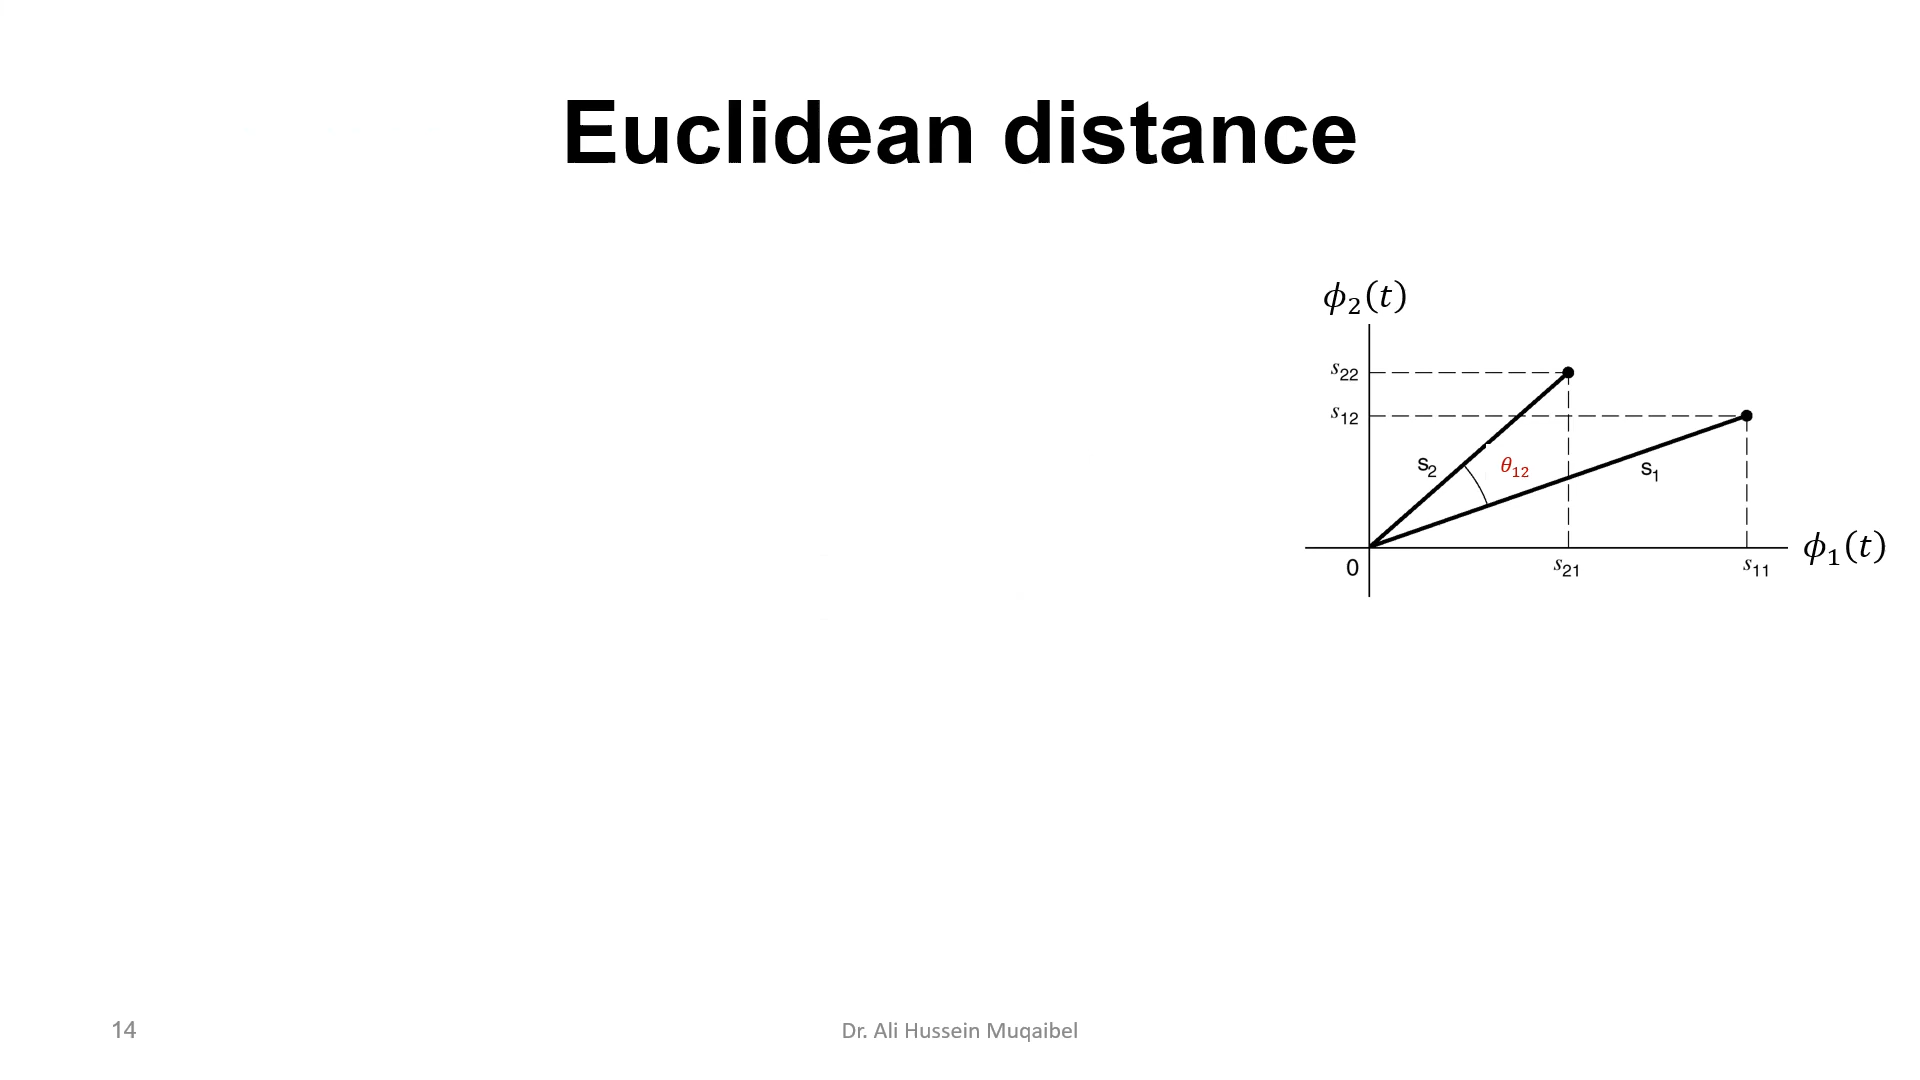 Euclidean distance
ϕ₂(t)
s₂₂
s₁₂
s₂ θ₁₂ s₁
ϕ₁(t)
0 s₂₁ s₁₁
14 Dr. Ali Hussein Muqaibel